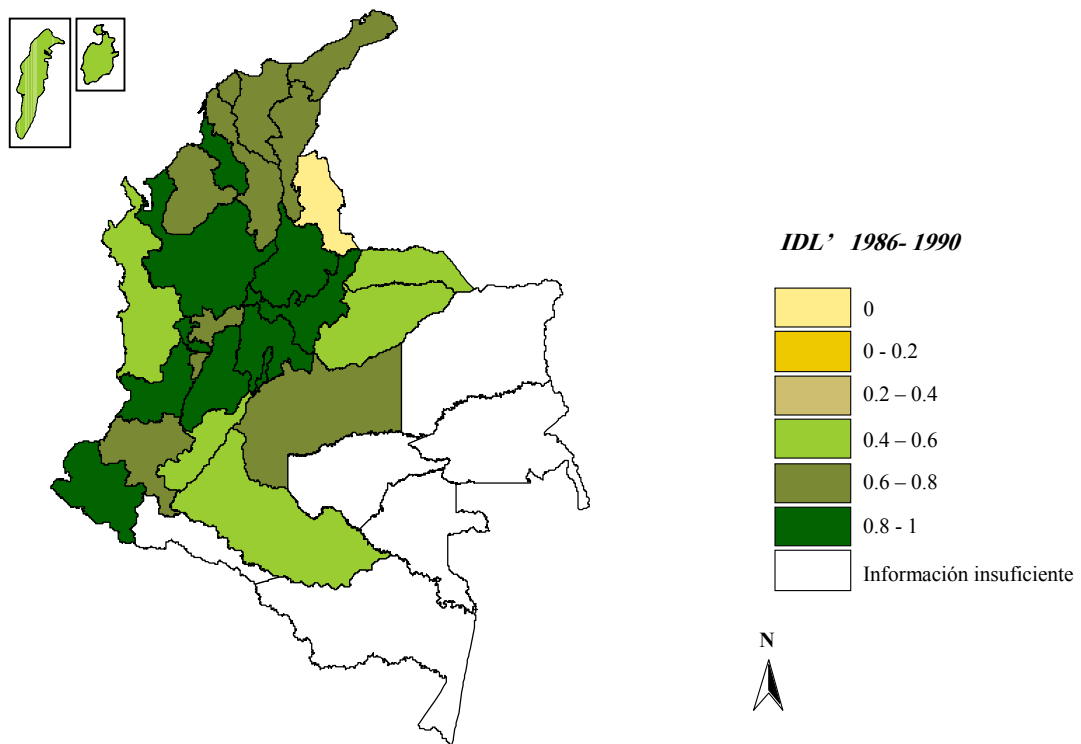 IDL’ 1986- 1990
0
0 - 0.2
0.2 – 0.4
0.4 – 0.6
0.6 – 0.8
0.8 - 1
Información insuficiente
N